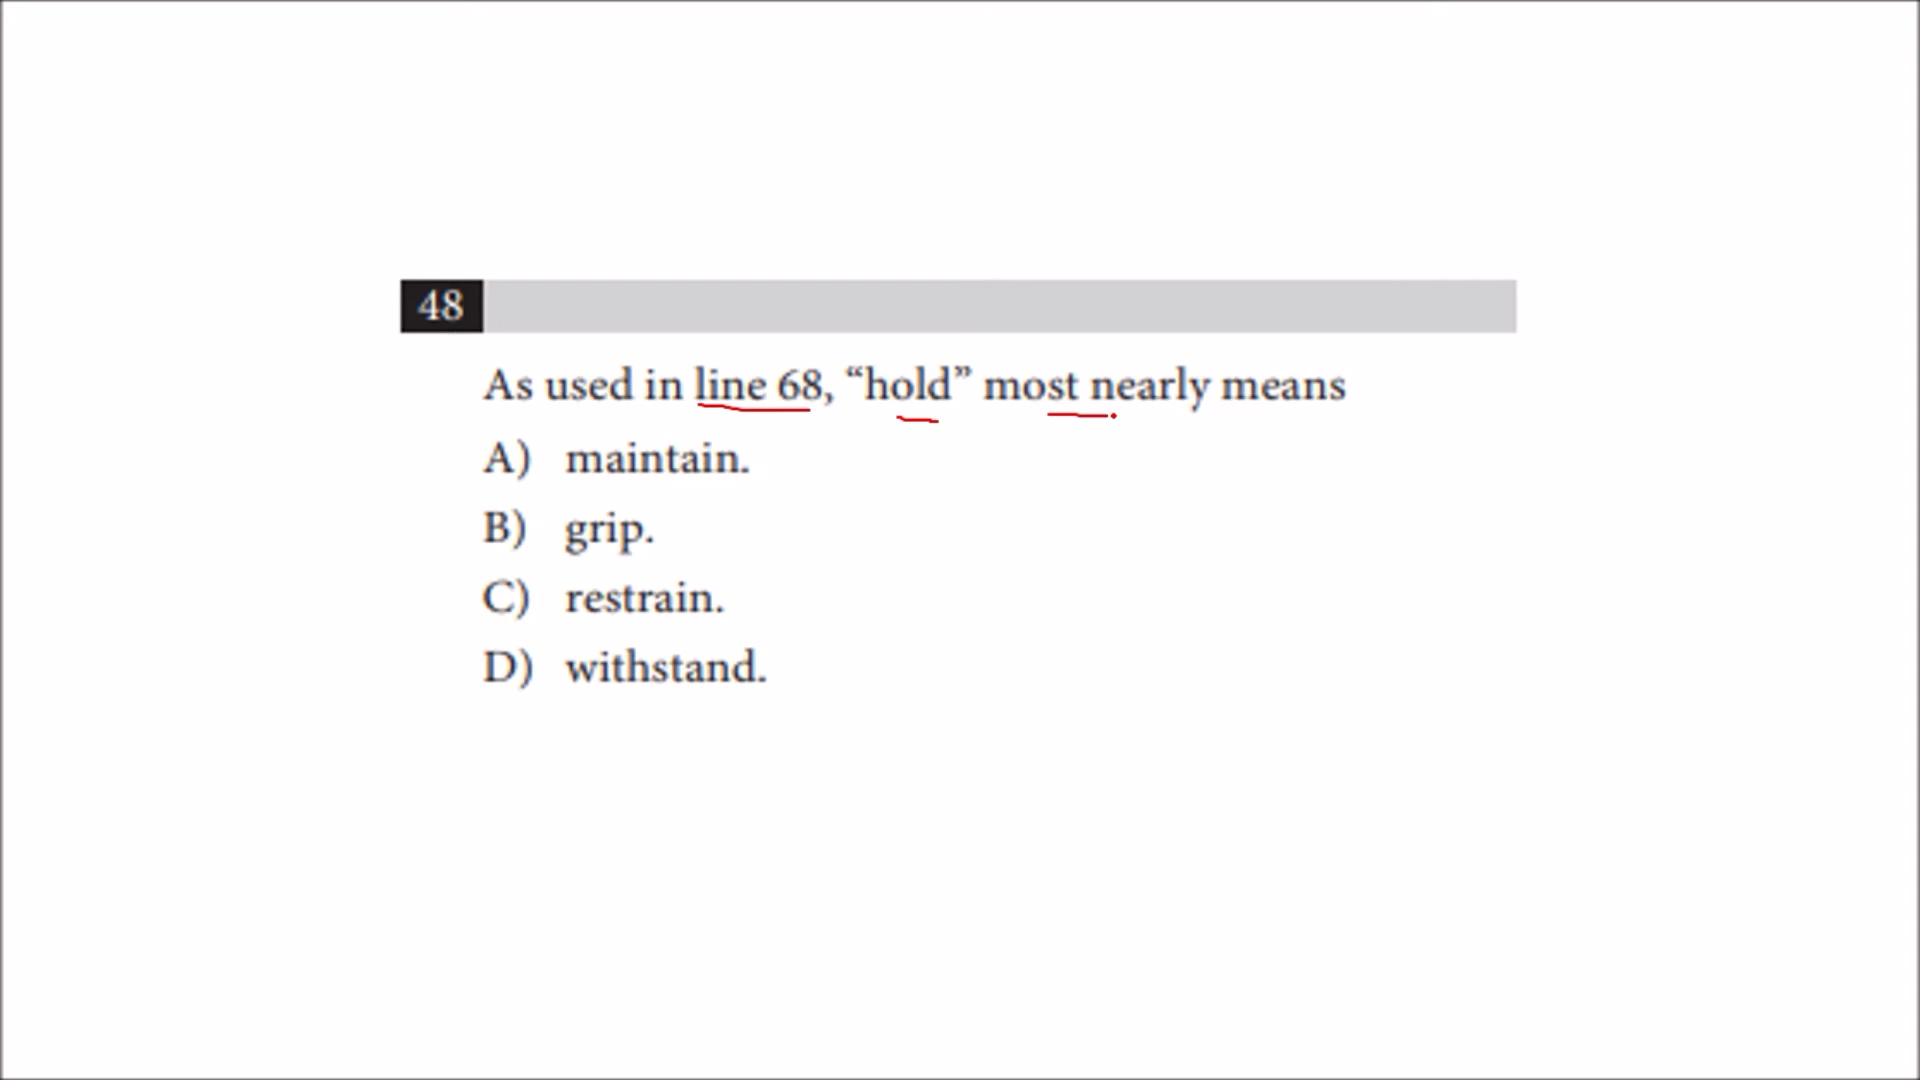 48
As used in line 68, “hold” most nearly means
A) maintain.
B) grip.
C) restrain.
D) withstand.